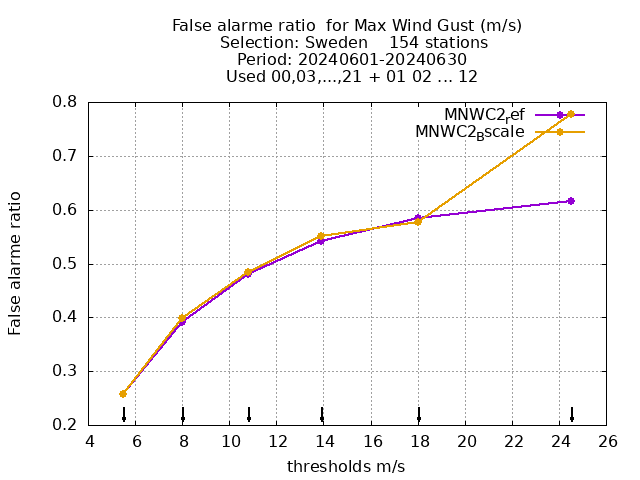 False alarme ratio  for Max Wind Gust (m/s)
Selection: Sweden    154 stations
Period: 20240601-20240630
Used 00,03,...,21 + 01 02 ... 12
MNWC2ref
MNWC2Bscale
0.8
0.7
0.6
0.5
0.4
0.3
0.2
False alarme ratio
4 6 8 10 12 14 16 18 20 22 24 26
thresholds m/s